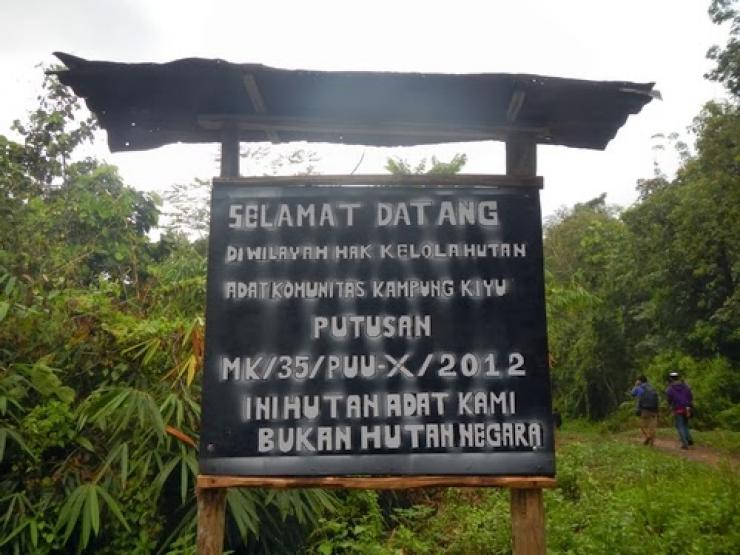 SELAMAT DATANG
DI WILAYAH HAK KELOLA HUTAN
ADAT KOMUNITAS KAMPUNG KIYU
PUTUSAN
MK/35/PUU-X/2012
INI HUTAN ADAT KAMI
BUKAN HUTAN NEGARA